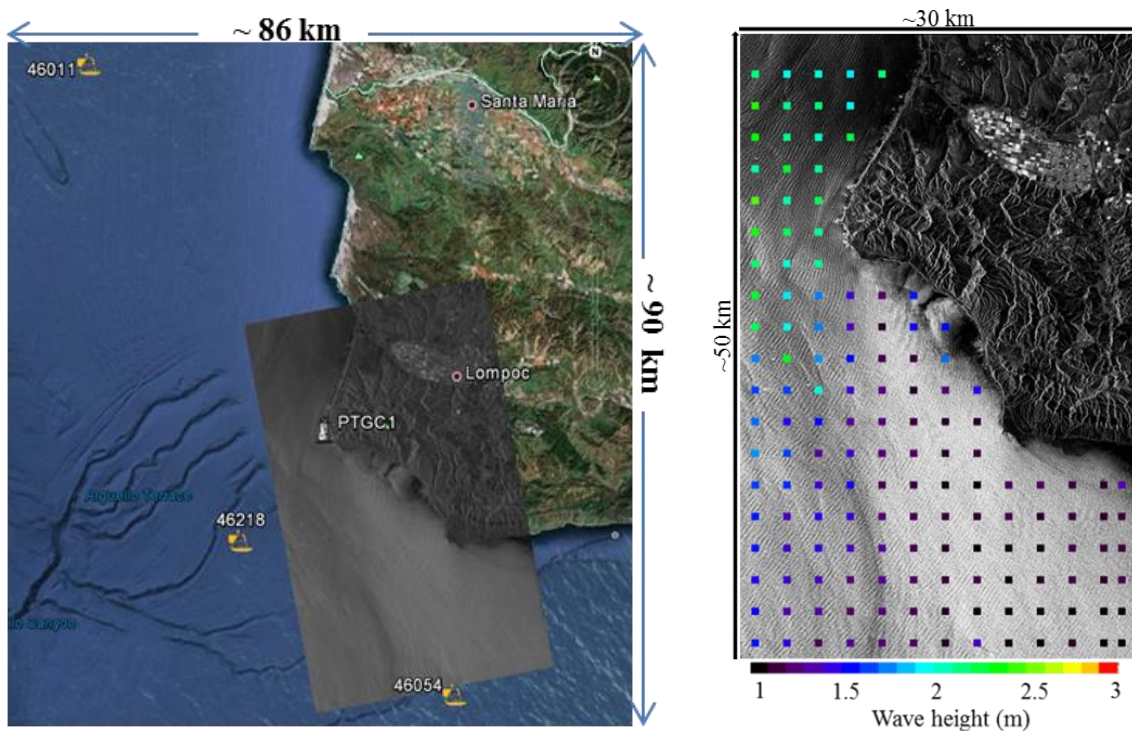 ~ 86 km
46011
Santa Maria
~ 90 km
Lompoc
PTGC1
Arguello Terrace
46218
46054
~30 km
~50 km
1
1.5
2
2.5
3
Wave height (m)